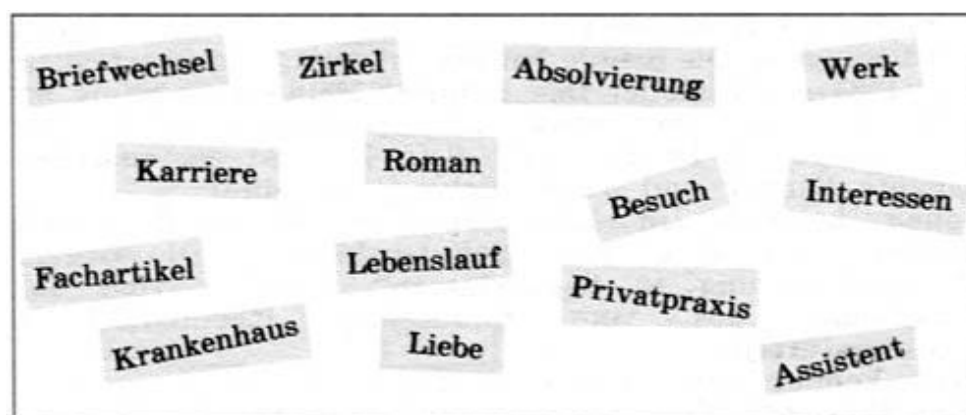 Briefwechsel Zirkel Absolvierung Werk
Karriere Roman Besuch Interessen
Fachartikel Lebenslauf Privatpraxis
Krankenhaus Liebe Assistent